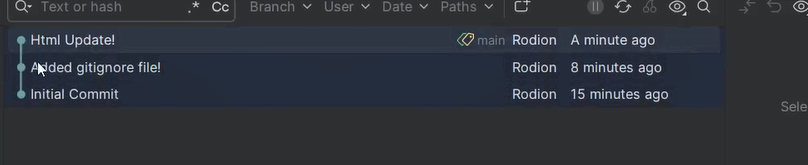 Text or hash .* Cc Branch User Date Paths
Html Update! main Rodion A minute ago
Added gitignore file! Rodion 8 minutes ago
Initial Commit Rodion 15 minutes ago
Sele